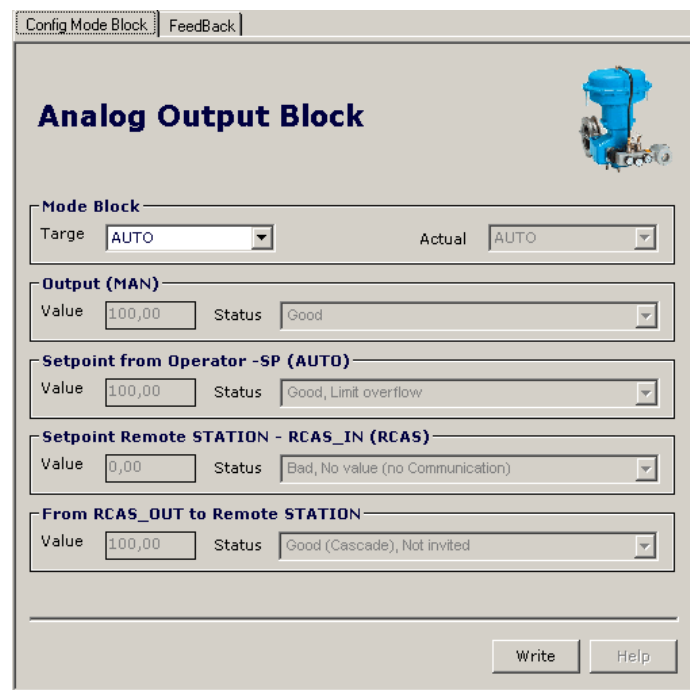 Config Mode Block FeedBack
Analog Output Block
Mode Block
Targe AUTO Actual AUTO
Output (MAN)
Value 100,00 Status Good
Setpoint from Operator -SP (AUTO)
Value 100,00 Status Good, Limit overflow
Setpoint Remote STATION - RCAS_IN (RCAS)
Value 0,00 Status Bad, No value (no Communication)
From RCAS_OUT to Remote STATION
Value 100,00 Status Good (Cascade), Not invited
Write Help